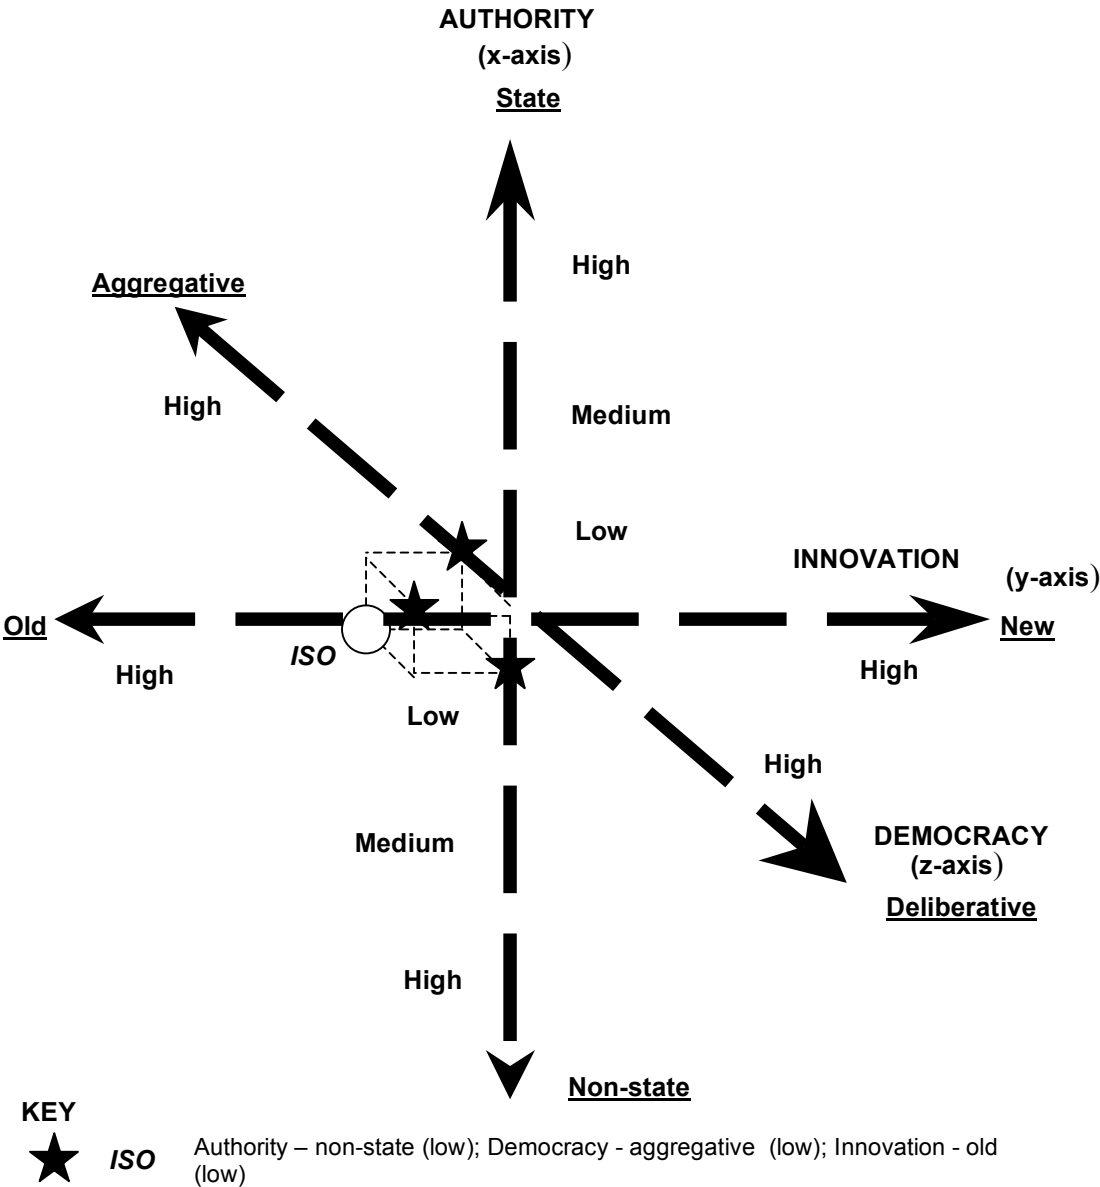 AUTHORITY
(x-axis)
State
High
Aggregative
High
Medium
Low
INNOVATION
(y-axis)
Old
New
ISO
High
High
Low
High
DEMOCRACY
(z-axis)
Medium
Deliberative
High
Non-state
KEY
ISO
Authority – non-state (low); Democracy - aggregative (low); Innovation - old
(low)